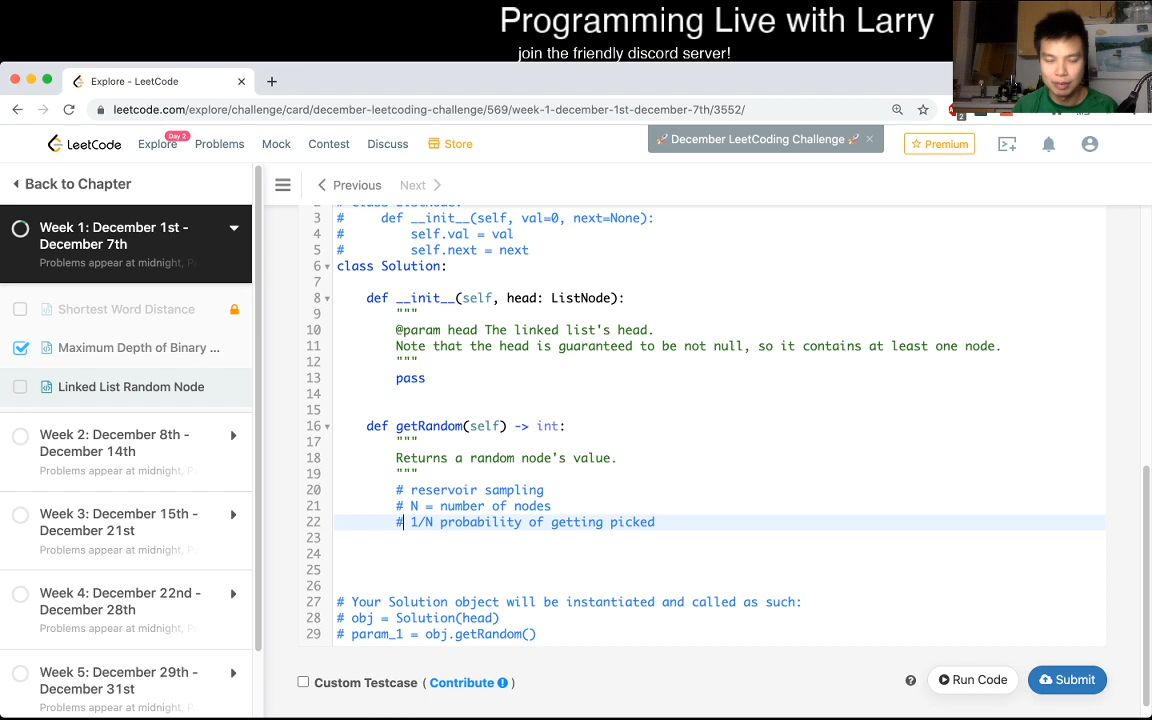 Programming Live with Larry
join the friendly discord server!
Explore - LeetCode
leetcode.com/explore/challenge/card/december-leetcoding-challenge/569/week-1-december-1st-december-7th/3552/
2
LeetCode
Explore
Day 2
Problems
Mock
Contest
Discuss
Store
🚀 December LeetCoding Challenge 🚀
Premium
Back to Chapter
Previous
Next
Week 1: December 1st -
December 7th
Problems appear at midnight,
Shortest Word Distance
Maximum Depth of Binary ...
Linked List Random Node
Week 2: December 8th -
December 14th
Problems appear at midnight,
Week 3: December 15th -
December 21st
Problems appear at midnight,
Week 4: December 22nd -
December 28th
Problems appear at midnight,
Week 5: December 29th -
December 31st
Problems appear at midnight,
3 #     def __init__(self, val=0, next=None):
4 #         self.val = val
5 #         self.next = next
6 class Solution:
7
8     def __init__(self, head: ListNode):
9         """
10         @param head The linked list's head.
11         Note that the head is guaranteed to be not null, so it contains at least one node.
12         """
13         pass
14
15
16     def getRandom(self) -> int:
17         """
18         Returns a random node's value.
19         """
20         # reservoir sampling
21         # N = number of nodes
22         # 1/N probability of getting picked
23
24
25
26
27 # Your Solution object will be instantiated and called as such:
28 # obj = Solution(head)
29 # param_1 = obj.getRandom()
Custom Testcase ( Contribute )
Run Code
Submit